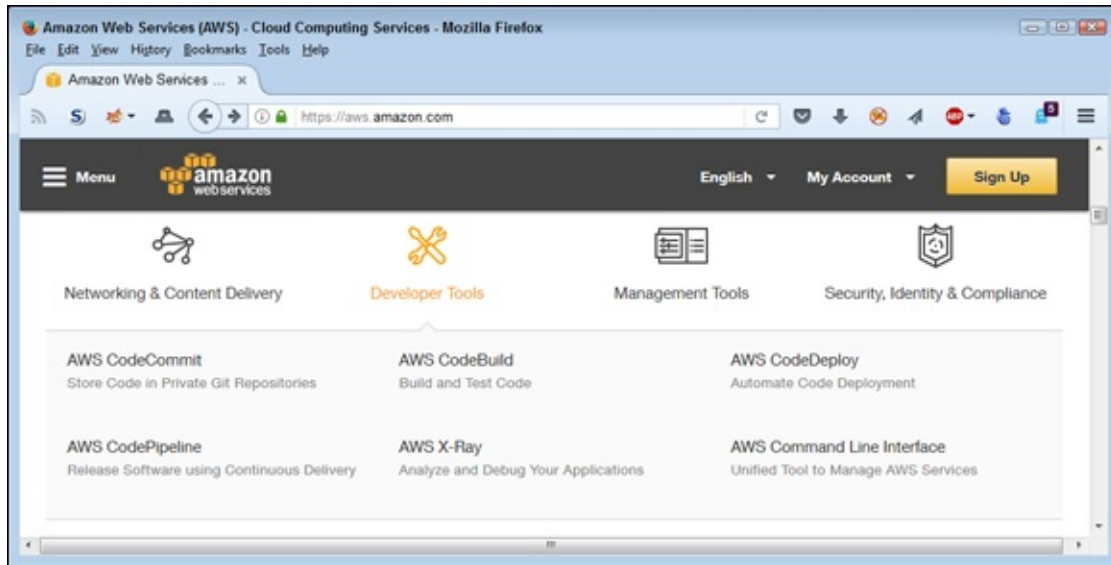 Amazon Web Services (AWS) - Cloud Computing Services - Mozilla Firefox
File Edit View History Bookmarks Tools Help
Amazon Web Services ... ×
https://aws.amazon.com
ABP
5
Menu
amazon
webservices
English
My Account
Sign Up
Networking & Content Delivery
Developer Tools
Management Tools
Security, Identity & Compliance
AWS CodeCommit
Store Code in Private Git Repositories
AWS CodeBuild
Build and Test Code
AWS CodeDeploy
Automate Code Deployment
AWS CodePipeline
Release Software using Continuous Delivery
AWS X-Ray
Analyze and Debug Your Applications
AWS Command Line Interface
Unified Tool to Manage AWS Services